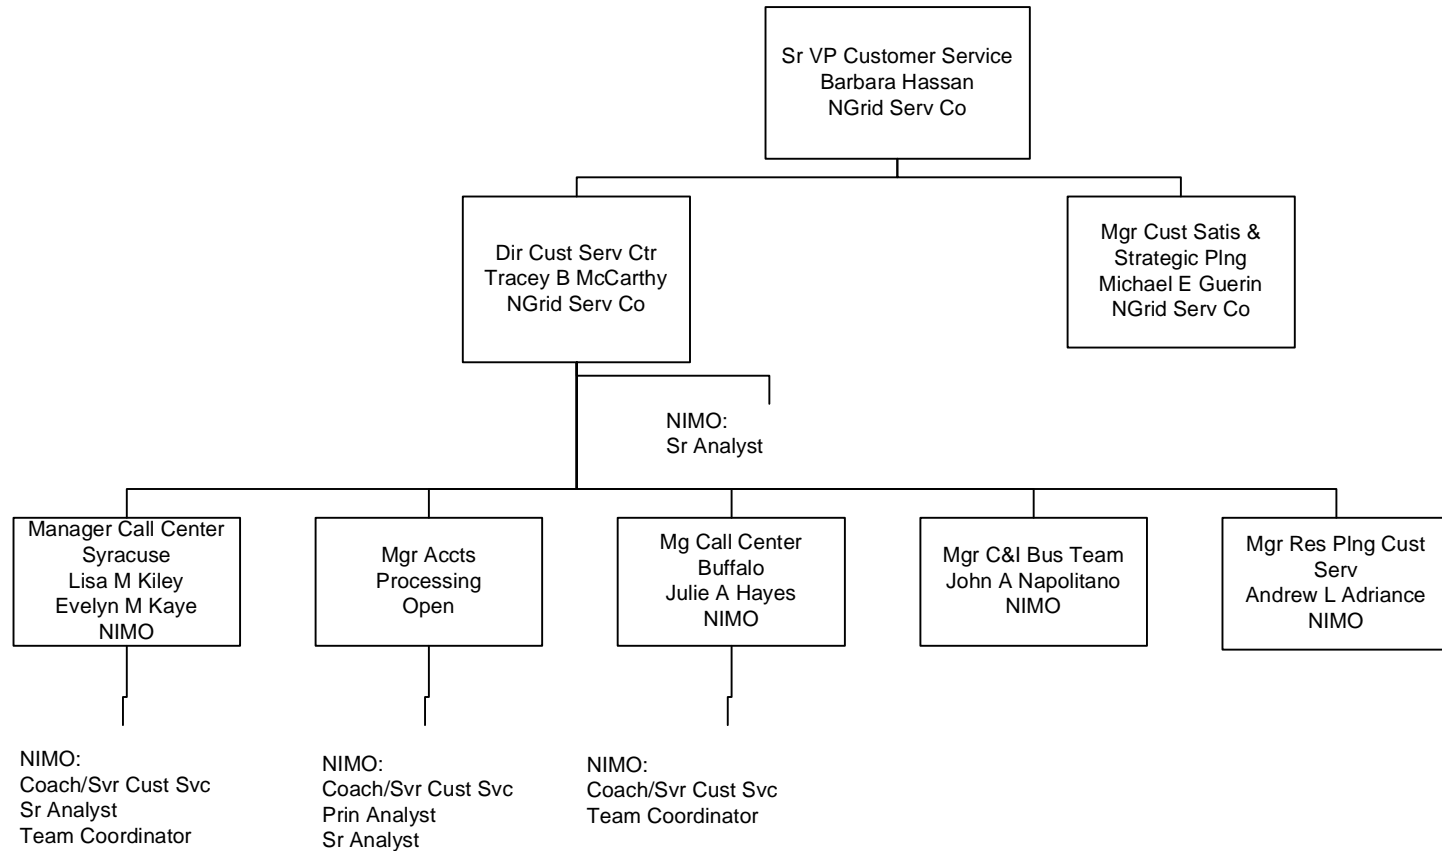 Sr VP Customer Service
Barbara Hassan
NGrid Serv Co
Dir Cust Serv Ctr
Tracey B McCarthy
NGrid Serv Co
Mgr Cust Satis &
Strategic Plng
Michael E Guerin
NGrid Serv Co
NIMO:
Sr Analyst
Manager Call Center
Syracuse
Lisa M Kiley
Evelyn M Kaye
NIMO
Mgr Accts
Processing
Open
Mg Call Center
Buffalo
Julie A Hayes
NIMO
Mgr C&I Bus Team
John A Napolitano
NIMO
Mgr Res Plng Cust
Serv
Andrew L Adriance
NIMO
NIMO:
Coach/Svr Cust Svc
Sr Analyst
Team Coordinator
NIMO:
Coach/Svr Cust Svc
Prin Analyst
Sr Analyst
NIMO:
Coach/Svr Cust Svc
Team Coordinator